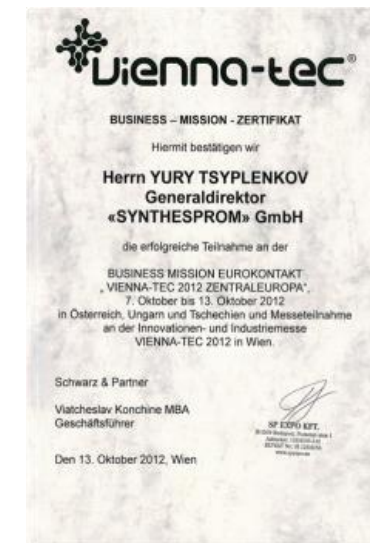 vienna-tec®
BUSINESS – MISSION - ZERTIFIKAT
Hiermit bestätigen wir
Herrn YURY TSYPLENKOV
Generaldirektor
«SYNTHESPROM» GmbH
die erfolgreiche Teilnahme an der
BUSINESS MISSION EUROKONTAKT
„ VIENNA-TEC 2012 ZENTRALEUROPA",
7. Oktober bis 13. Oktober 2012
in Österreich, Ungarn und Tschechien und Messeteilnahme
an der Innovationen- und Industriemesse
VIENNA-TEC 2012 in Wien.
Schwarz & Partner
Viatcheslav Konchine MBA
Geschäftsführer
SP EXPO KFT.
Den 13. Oktober 2012, Wien